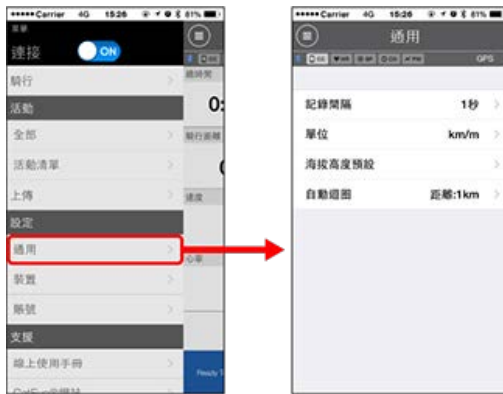 ●●●●● Carrier 4G 15:26 81%
菜單
連接 ON
騎行
活動
全部
活動清單
上傳
設定
通用
裝置
賬號
支援
線上使用手冊
總時間
0:
騎行距離
速度
心率
Ready T
●●●●● Carrier 4G 15:26 81%
通用
GPS
記錄間隔 1秒
單位 km/m
海拔高度預設
自動迴圈 距離:1km